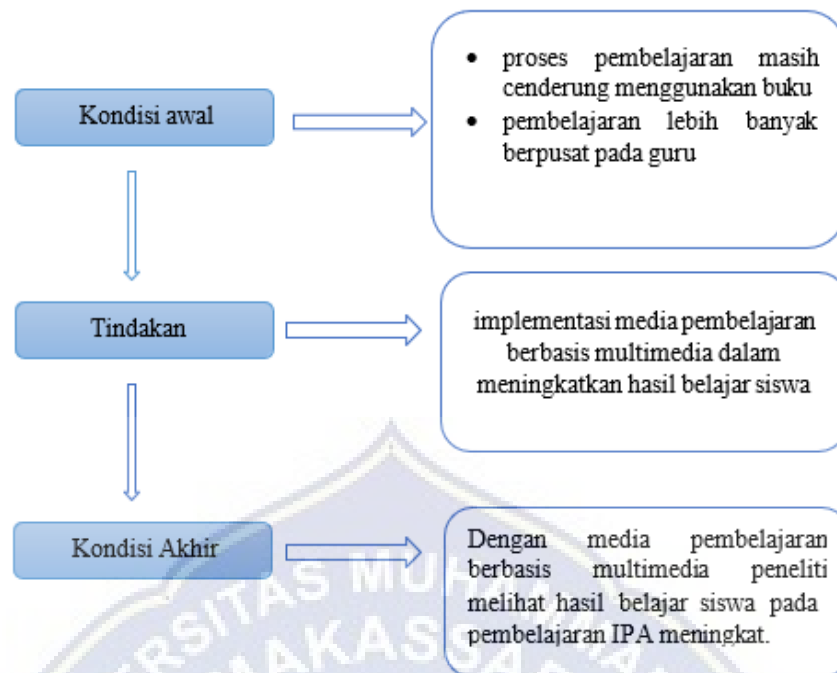 Kondisi awal
• proses pembelajaran masih
cenderung menggunakan buku
• pembelajaran lebih banyak
berpusat pada guru
Tindakan
implementasi media pembelajaran
berbasis multimedia dalam
meningkatkan hasil belajar siswa
Kondisi Akhir
Dengan media pembelajaran
berbasis multimedia peneliti
melihat hasil belajar siswa pada
pembelajaran IPA meningkat.